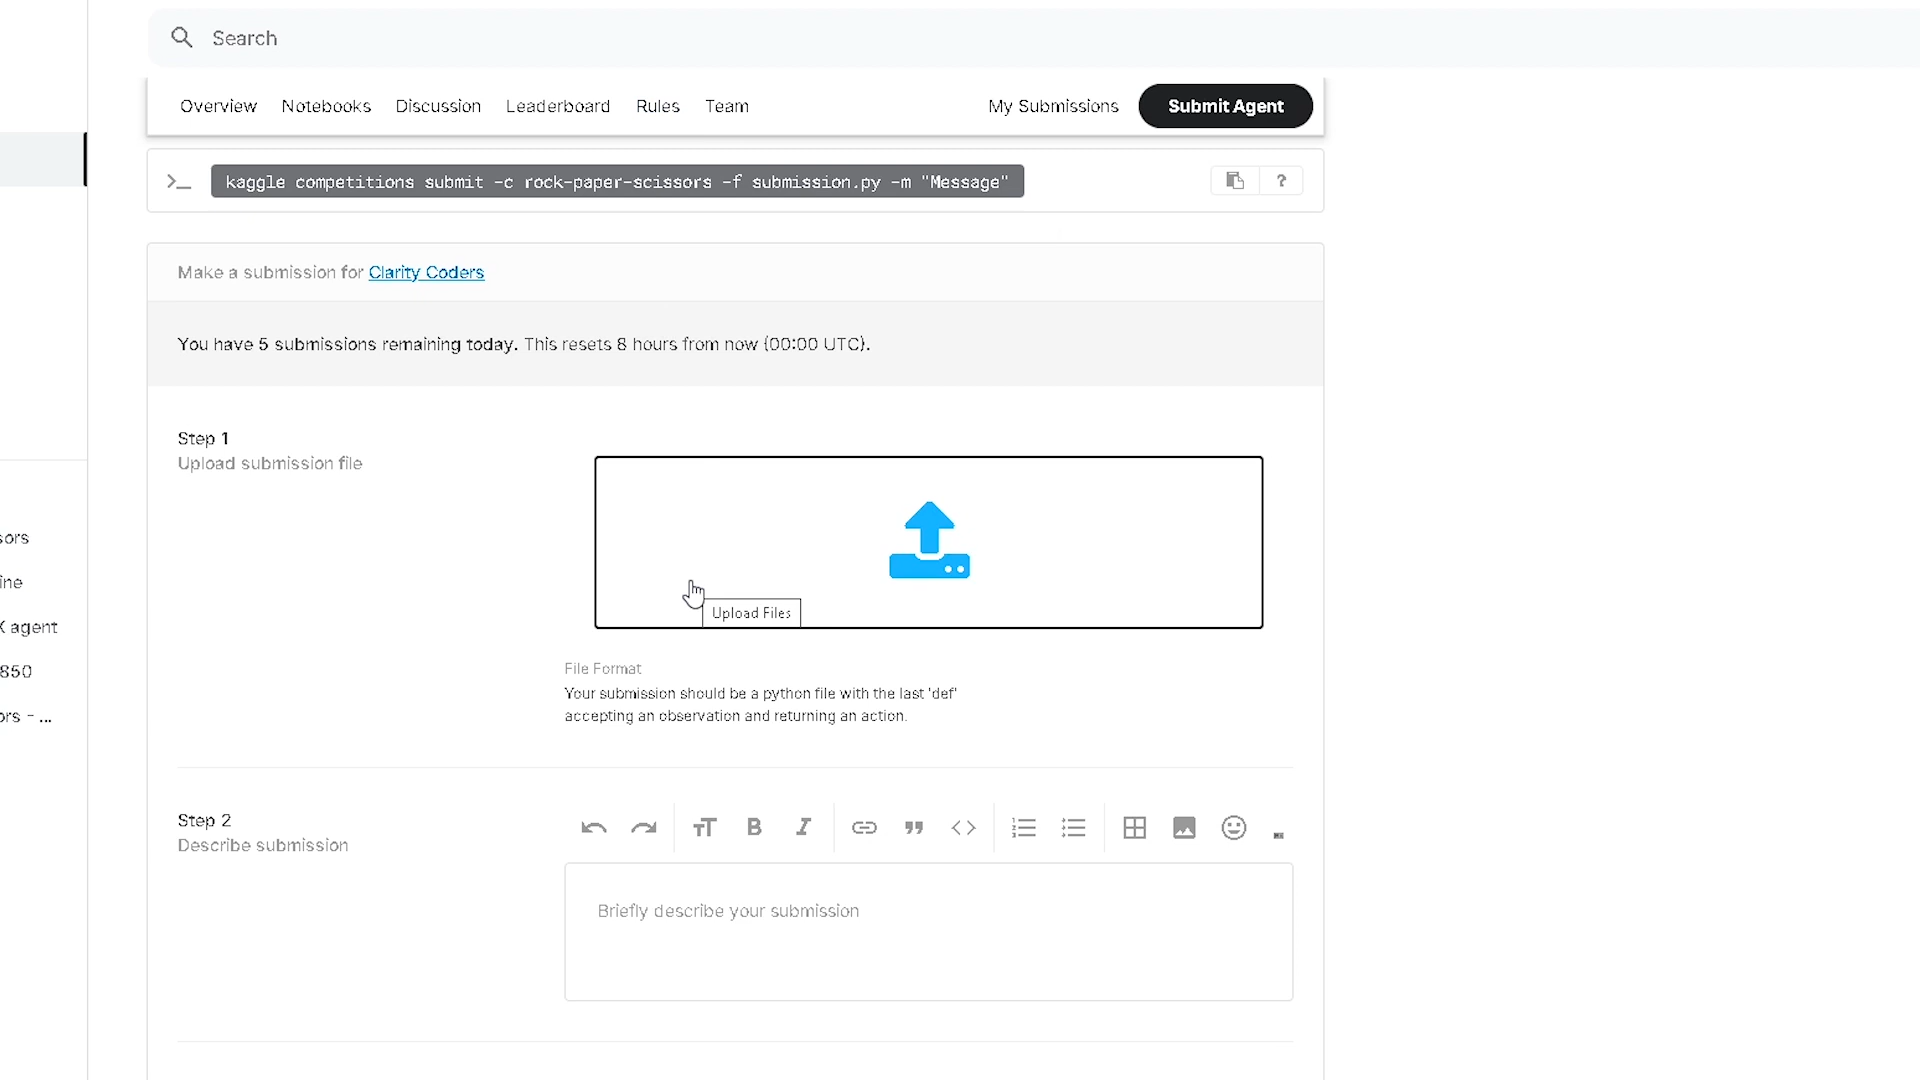 Search
Overview Notebooks Discussion Leaderboard Rules Team My Submissions Submit Agent
>_ kaggle competitions submit -c rock-paper-scissors -f submission.py -m "Message" ?
Make a submission for Clarity Coders
You have 5 submissions remaining today. This resets 8 hours from now (00:00 UTC).
Step 1
Upload submission file
sors
ine
Upload Files
agent
File Format
850
Your submission should be a python file with the last 'def'
accepting an observation and returning an action.
ors - ...
Step 2
Describe submission
Briefly describe your submission